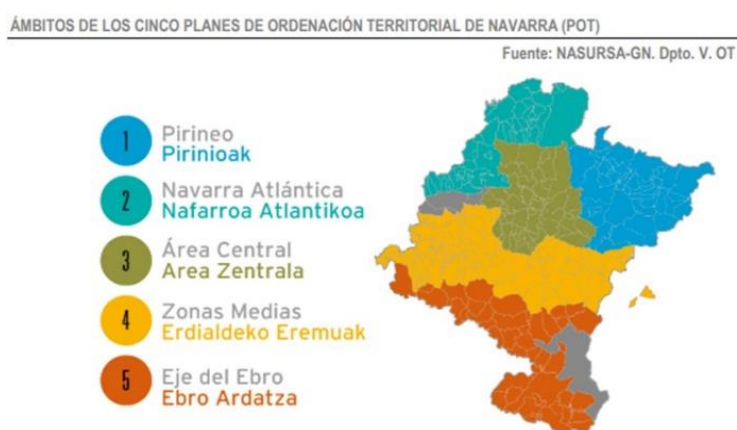 ÁMBITOS DE LOS CINCO PLANES DE ORDENACIÓN TERRITORIAL DE NAVARRA (POT)
Fuente: NASURSA-GN. Dpto. V. OT
1
Pirineo
Pirinioak
2
Navarra Atlántica
Nafarroa Atlantikoa
3
Área Central
Area Zentrala
4
Zonas Medias
Erdialdeko Eremuak
5
Eje del Ebro
Ebro Ardatza